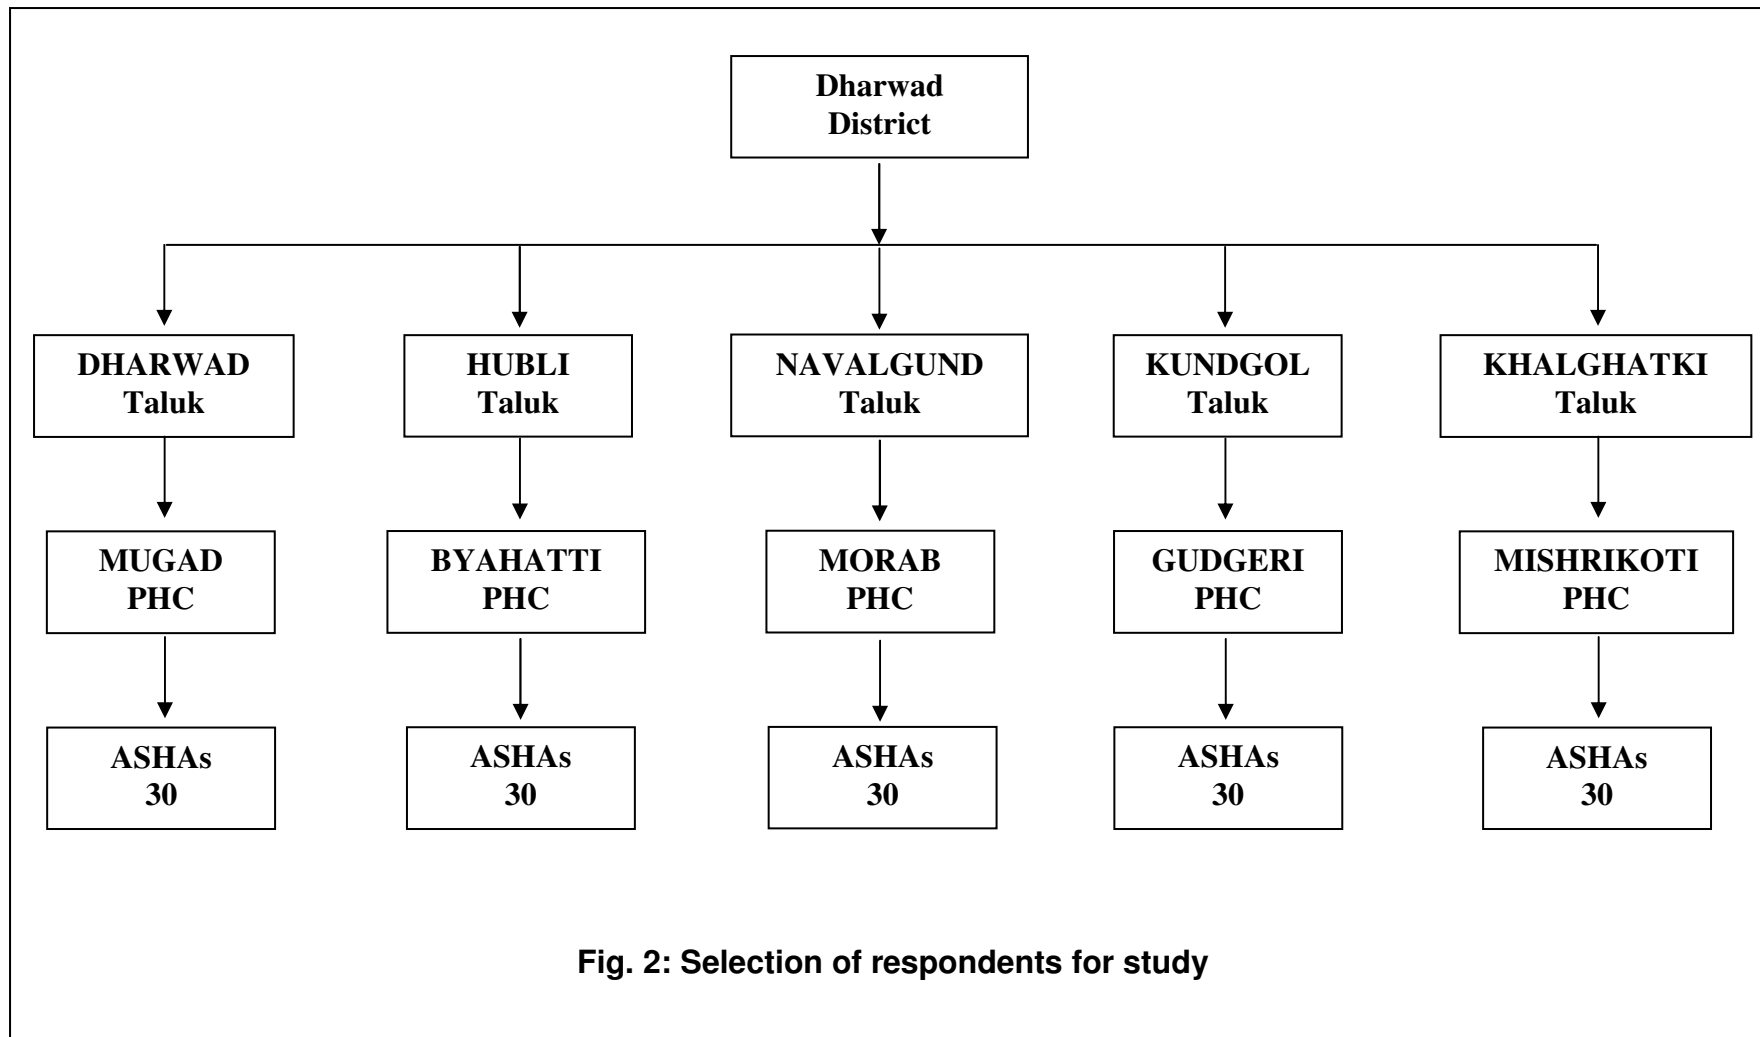 Dharwad
District
DHARWAD
Taluk
HUBLI
Taluk
NAVALGUND
Taluk
KUNDGOL
Taluk
KHALGHATKI
Taluk
MUGAD
PHC
BYAHATTI
PHC
MORAB
PHC
GUDGERI
PHC
MISHRIKOTI
PHC
ASHAs
30
ASHAs
30
ASHAs
30
ASHAs
30
ASHAs
30
Fig. 2: Selection of respondents for study